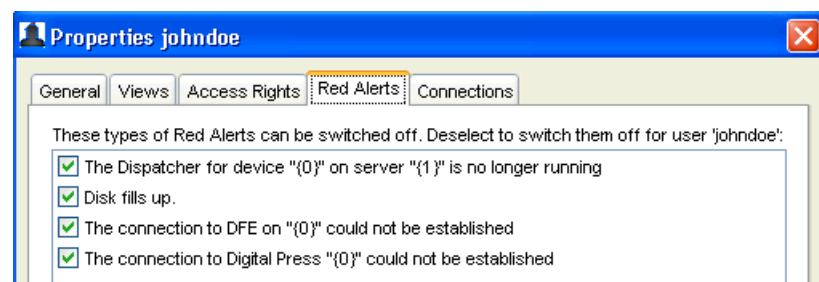 Properties johndoe
General Views Access Rights Red Alerts Connections
These types of Red Alerts can be switched off. Deselect to switch them off for user 'johndoe':
The Dispatcher for device "{0}" on server "{1}" is no longer running
Disk fills up.
The connection to DFE on "{0}" could not be established
The connection to Digital Press "{0}" could not be established